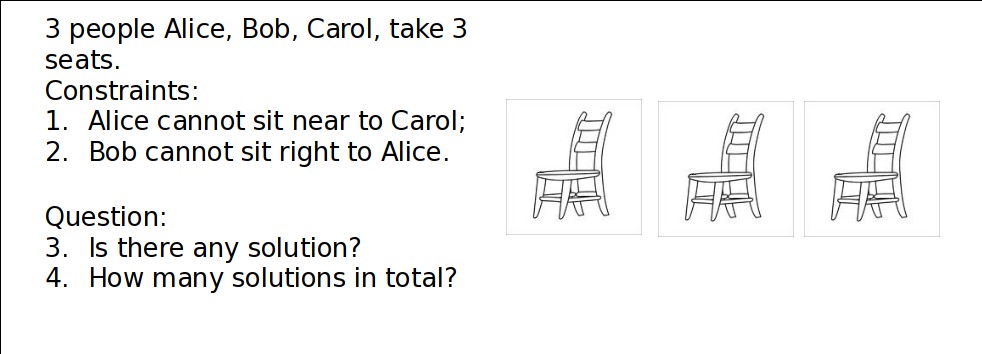 3 people Alice, Bob, Carol, take 3
seats.
Constraints:
1. Alice cannot sit near to Carol;
2. Bob cannot sit right to Alice.
Question:
3. Is there any solution?
4. How many solutions in total?